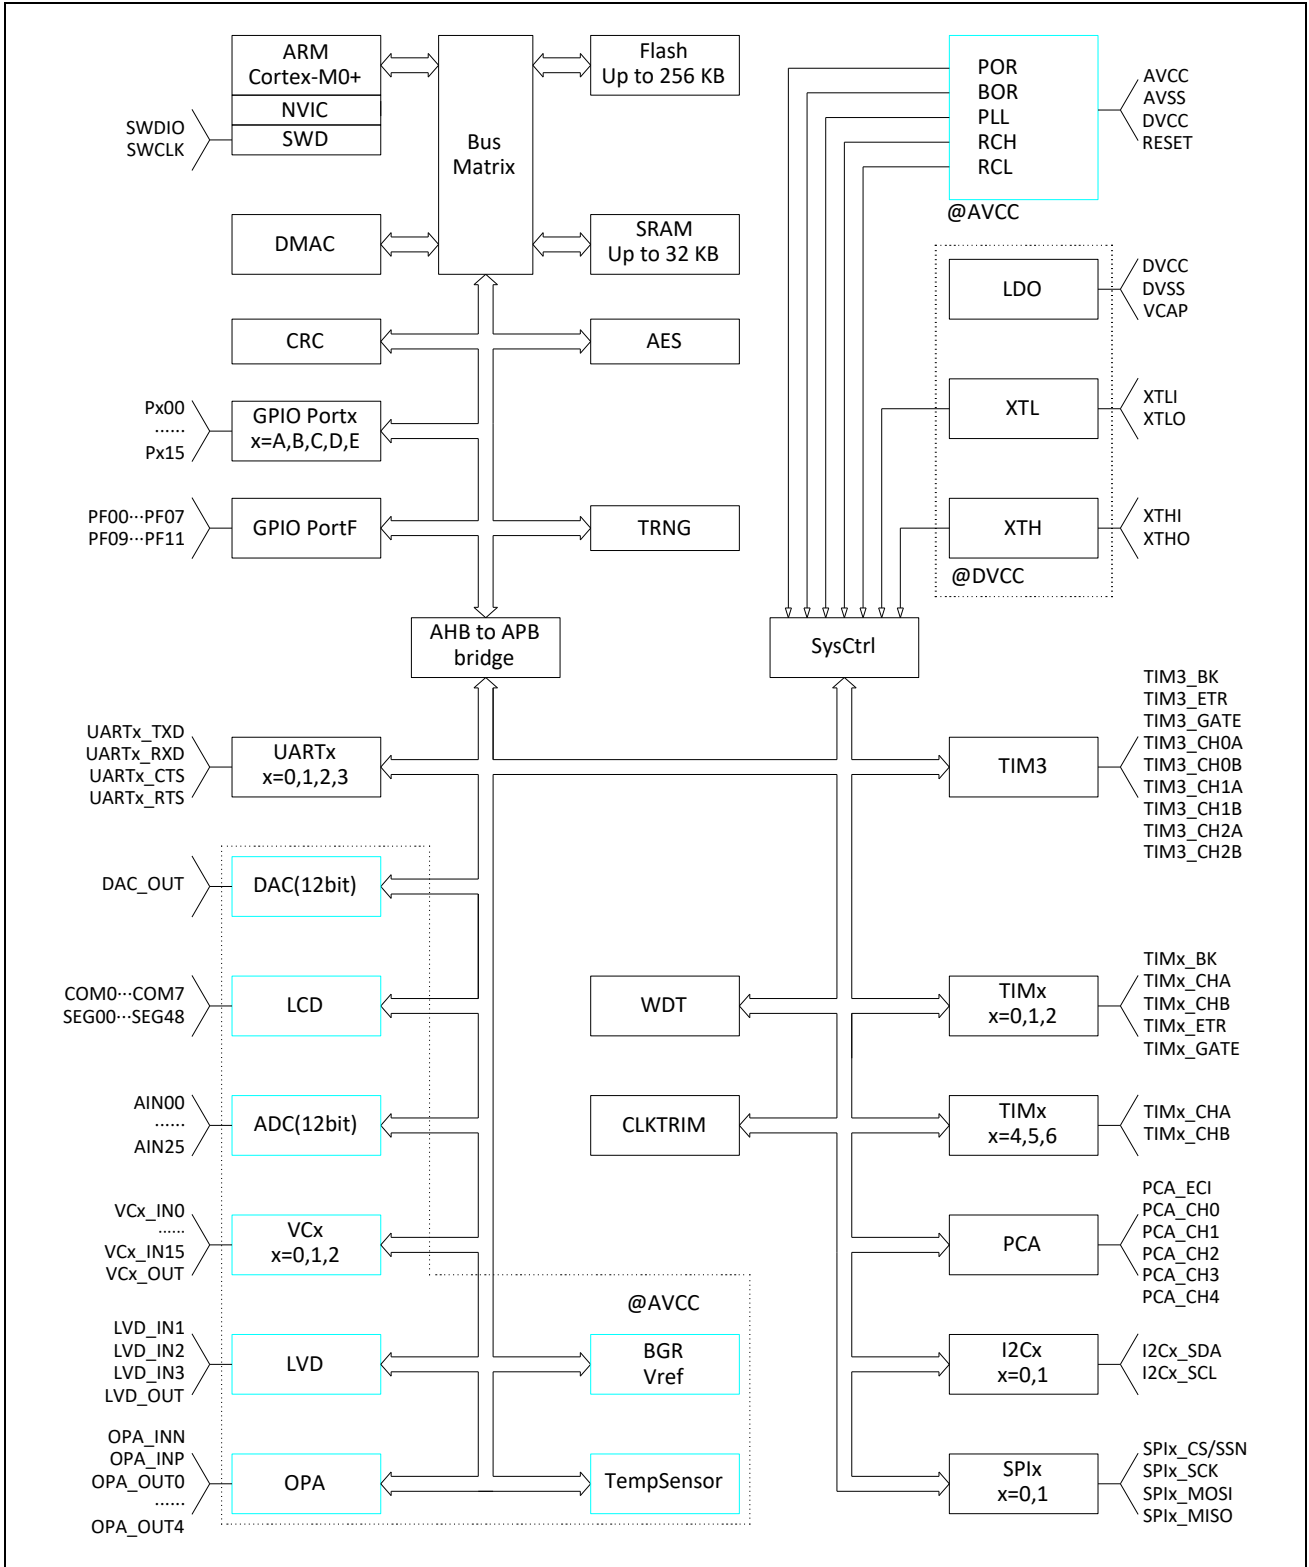 ARM
Cortex-M0+
NVIC
SWD
SWDIO
SWCLK
Bus
Matrix
Flash
Up to 256 KB
DMAC
SRAM
Up to 32 KB
CRC
AES
Px00
······
Px15
GPIO Portx
x=A,B,C,D,E
PF00···PF07
PF09···PF11
GPIO PortF
TRNG
AHB to APB
bridge
POR
BOR
PLL
RCH
RCL
@AVCC
AVCC
AVSS
DVCC
RESET
LDO
DVCC
DVSS
VCAP
XTL
XTLI
XTLO
XTH
XTHI
XTHO
@DVCC
SysCtrl
UARTx_TXD
UARTx_RXD
UARTx_CTS
UARTx_RTS
UARTx
x=0,1,2,3
TIM3
TIM3_BK
TIM3_ETR
TIM3_GATE
TIM3_CH0A
TIM3_CH0B
TIM3_CH1A
TIM3_CH1B
TIM3_CH2A
TIM3_CH2B
DAC_OUT
DAC(12bit)
COM0···COM7
SEG00···SEG48
LCD
WDT
TIMx
x=0,1,2
TIMx_BK
TIMx_CHA
TIMx_CHB
TIMx_ETR
TIMx_GATE
AIN00
······
AIN25
ADC(12bit)
CLKTRIM
TIMx
x=4,5,6
TIMx_CHA
TIMx_CHB
VCx_IN0
······
VCx_IN15
VCx_OUT
VCx
x=0,1,2
PCA
PCA_ECI
PCA_CH0
PCA_CH1
PCA_CH2
PCA_CH3
PCA_CH4
@AVCC
LVD_IN1
LVD_IN2
LVD_IN3
LVD_OUT
LVD
BGR
Vref
I2Cx
x=0,1
I2Cx_SDA
I2Cx_SCL
OPA_INN
OPA_INP
OPA_OUT0
······
OPA_OUT4
OPA
TempSensor
SPIx
x=0,1
SPIx_CS/SSN
SPIx_SCK
SPIx_MOSI
SPIx_MISO